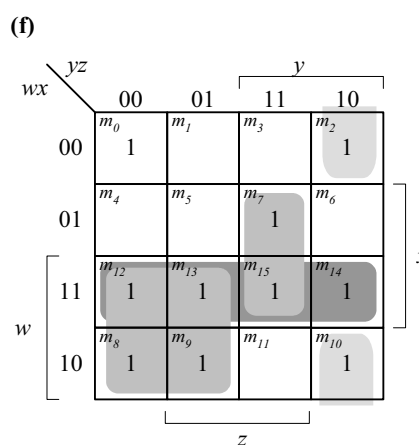 (f)
yz
y
wx
00 01 11 10
m0 m1 m3 m2
00 1 1
m4 m5 m7 m6
01 1
m12 m13 m15 m14
11 1 1 1 1
w
m8 m9 m11 m10
10 1 1 1
z